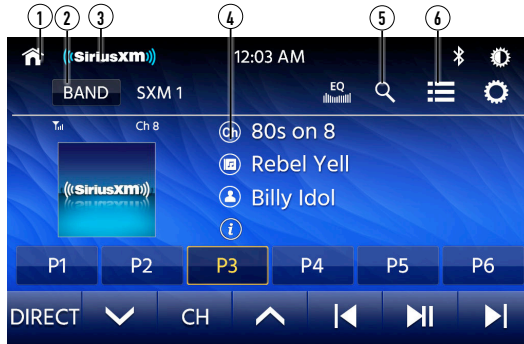 1 2 3 4 5 6
((SiriusXM)) 12:03 AM
BAND SXM 1 EQ
Ch 8
Ch 80s on 8
((SiriusXM)) Rebel Yell
Billy Idol
i
P1 P2 P3 P4 P5 P6
DIRECT CH